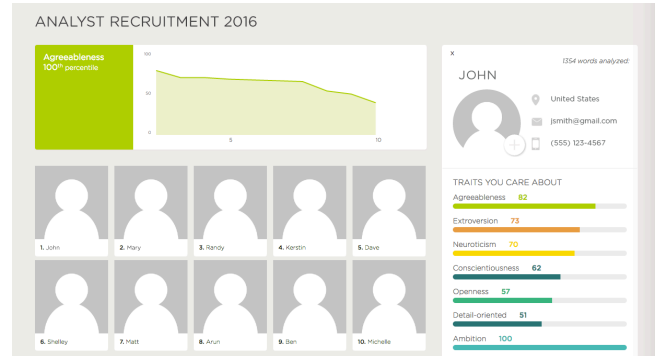 ANALYST RECRUITMENT 2016
Agreeableness
100th percentile
100
50
0
5
10
1. John
2. Mary
3. Randy
4. Kerstin
5. Dave
6. Shelley
7. Matt
8. Arun
9. Ben
10. Michelle
x
1354 words analyzed:
JOHN
United States
jsmith@gmail.com
(555) 123-4567
TRAITS YOU CARE ABOUT
Agreeableness 82
Extroversion 73
Neuroticism 70
Conscientiousness 62
Openness 57
Detail-oriented 51
Ambition 100